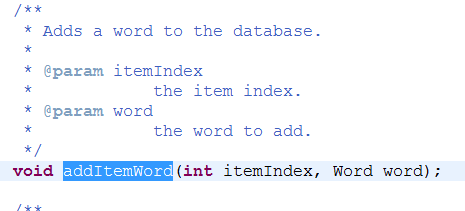 /**
 * Adds a word to the database.
 *
 * @param itemIndex
 *            the item index.
 * @param word
 *            the word to add.
 */
void addItemWord(int itemIndex, Word word);
/**